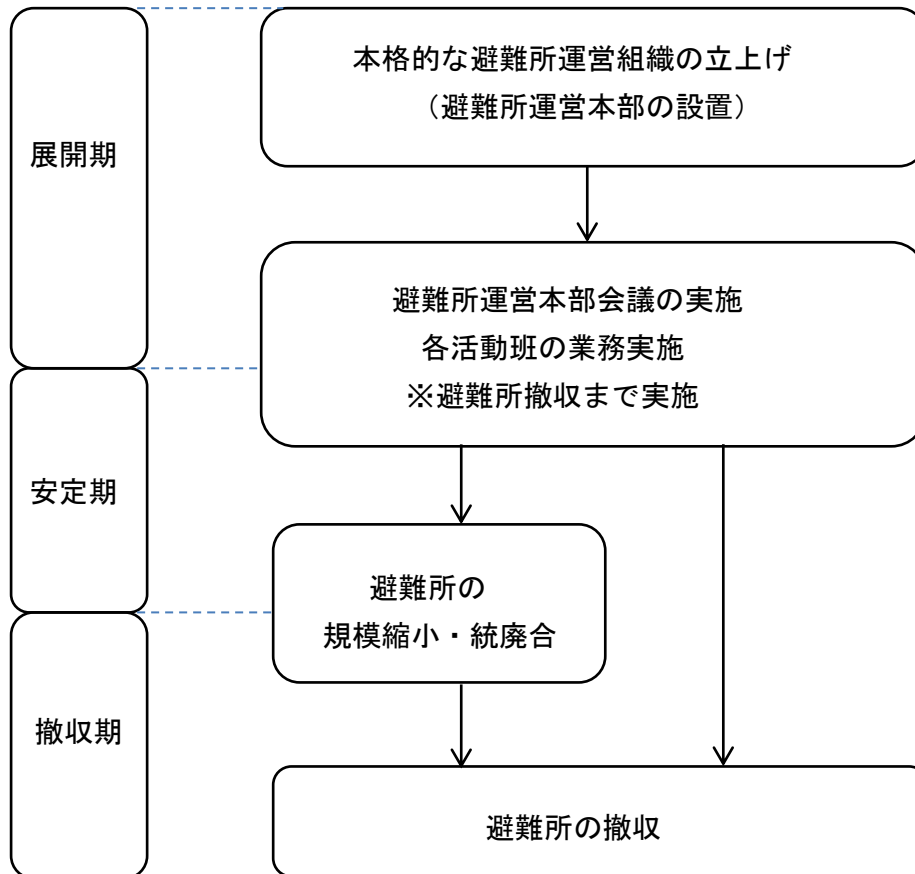 展開期
本格的な避難所運営組織の立上げ
（避難所運営本部の設置）
避難所運営本部会議の実施
各活動班の業務実施
※避難所撤収まで実施
安定期
避難所の
規模縮小・統廃合
撤収期
避難所の撤収